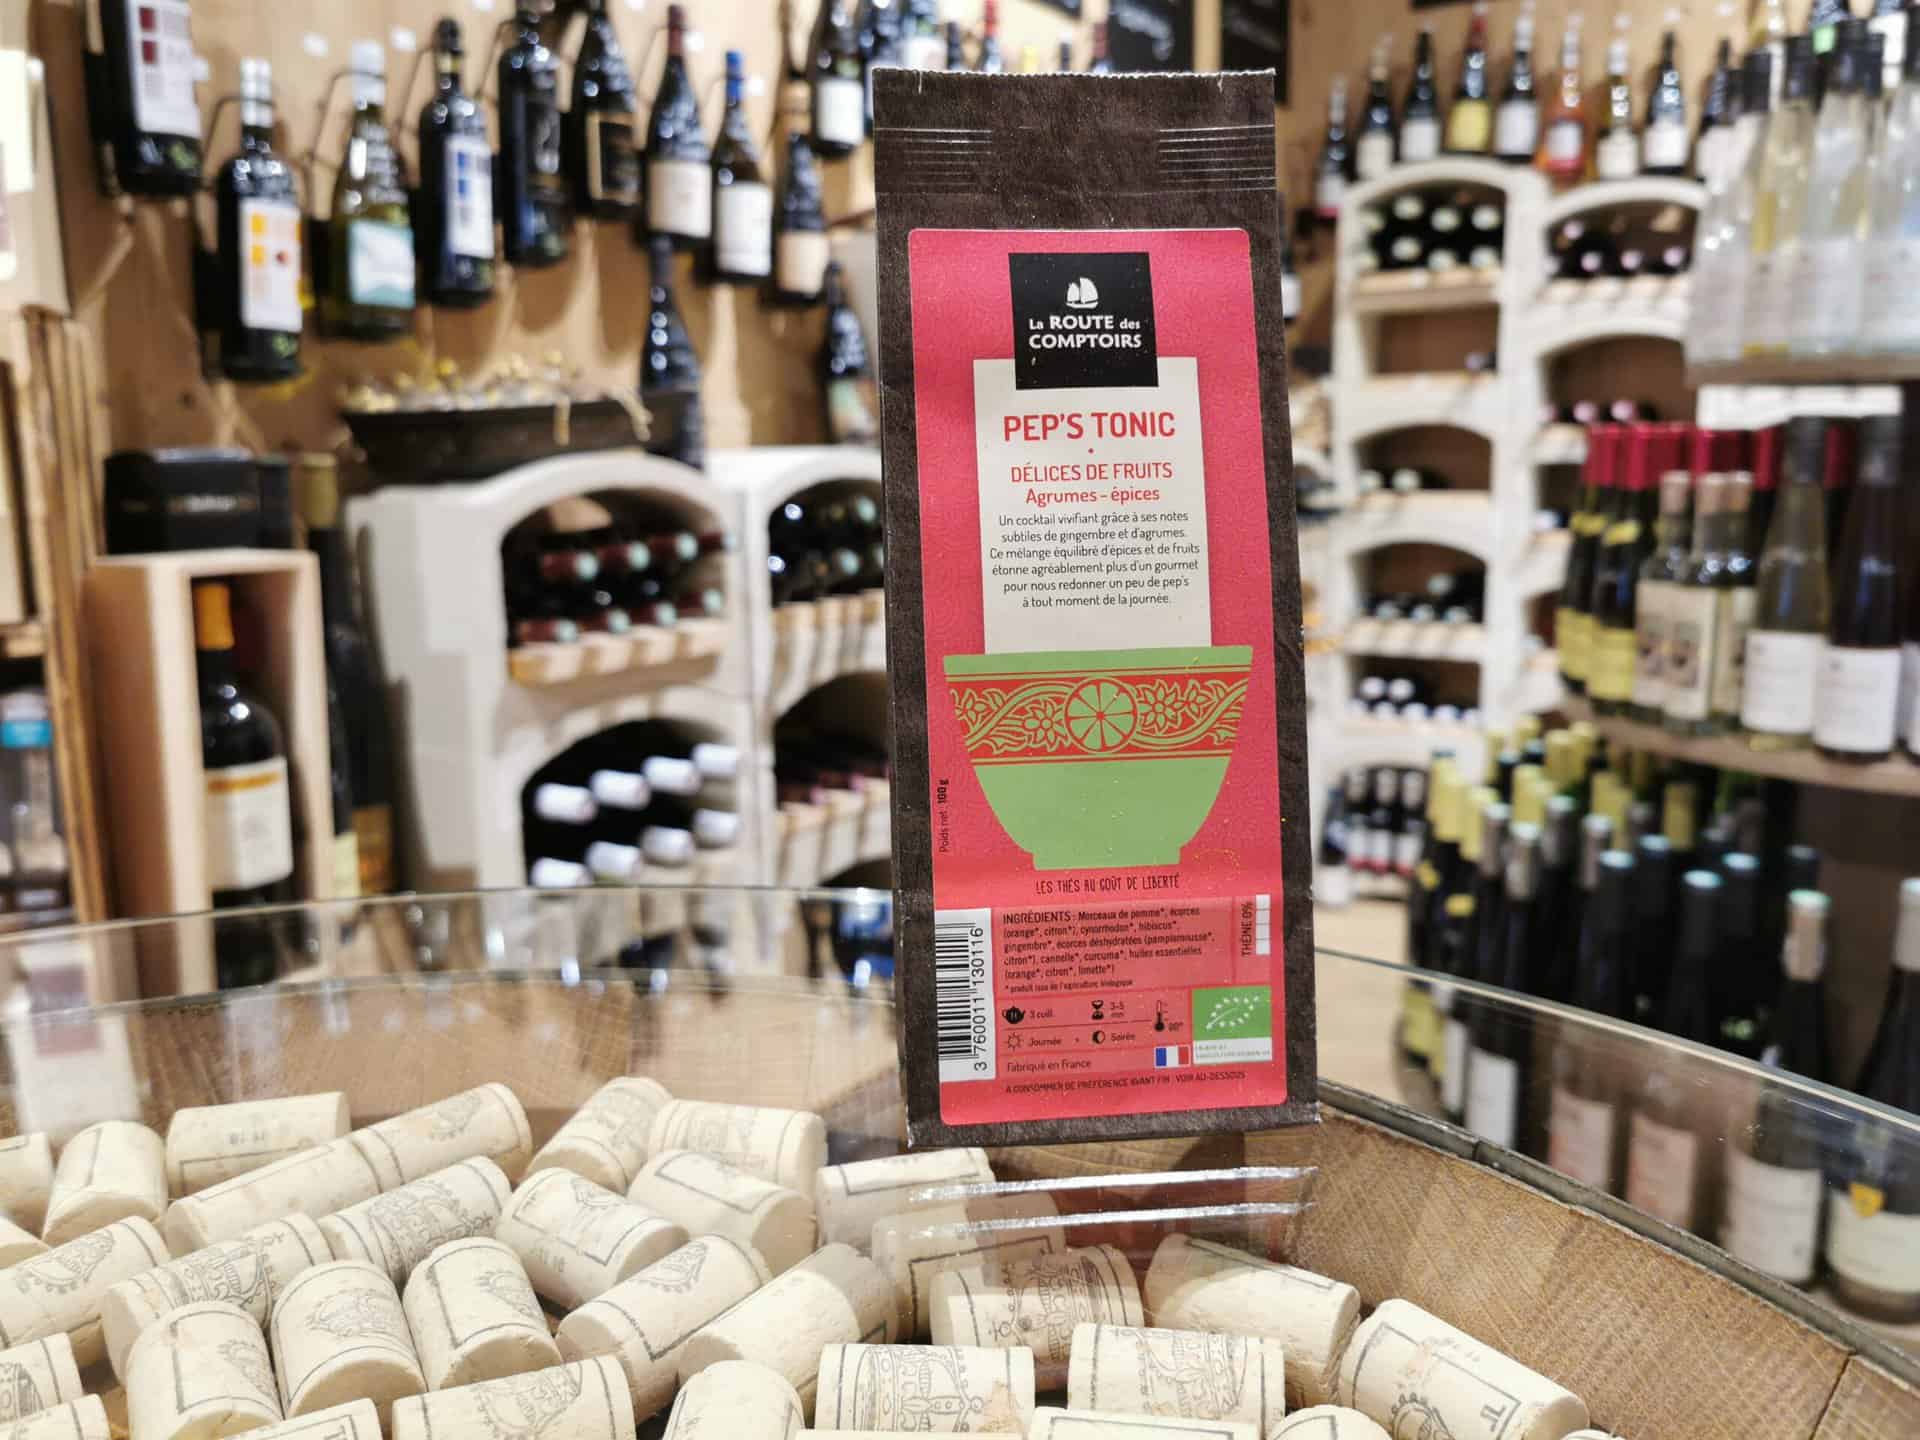 La ROUTE des
COMPTOIRS
PEP'S TONIC
DÉLICES DE FRUITS
Agrumes - épices
Un cocktail vivifiant grâce à ses notes
subtiles de gingembre et d'agrumes.
Ce mélange équilibré d'épices et de fruits
étonne agréablement plus d'un gourmet
pour nous redonner un peu de pep's
à tout moment de la journée.
Poids net : 100 g
LES THÉS AU GOÛT DE LIBERTÉ
INGRÉDIENTS : Morceaux de pomme*, écorces
(orange*, citron*), cynorrhodon*, hibiscus*,
gingembre*, écorces déshydratées (pamplemousse*,
citron*), cannelle*, curcuma*, huiles essentielles
(orange*, citron*, limette*)
* produit issu de l'agriculture biologique
THÉINE 0%
3 cuill.
3-5
mn
90°
Journée • Soirée
Fabriqué en France
3 760011 130116
A CONSOMMER DE PRÉFÉRENCE AVANT FIN : VOIR AU-DESSOUS